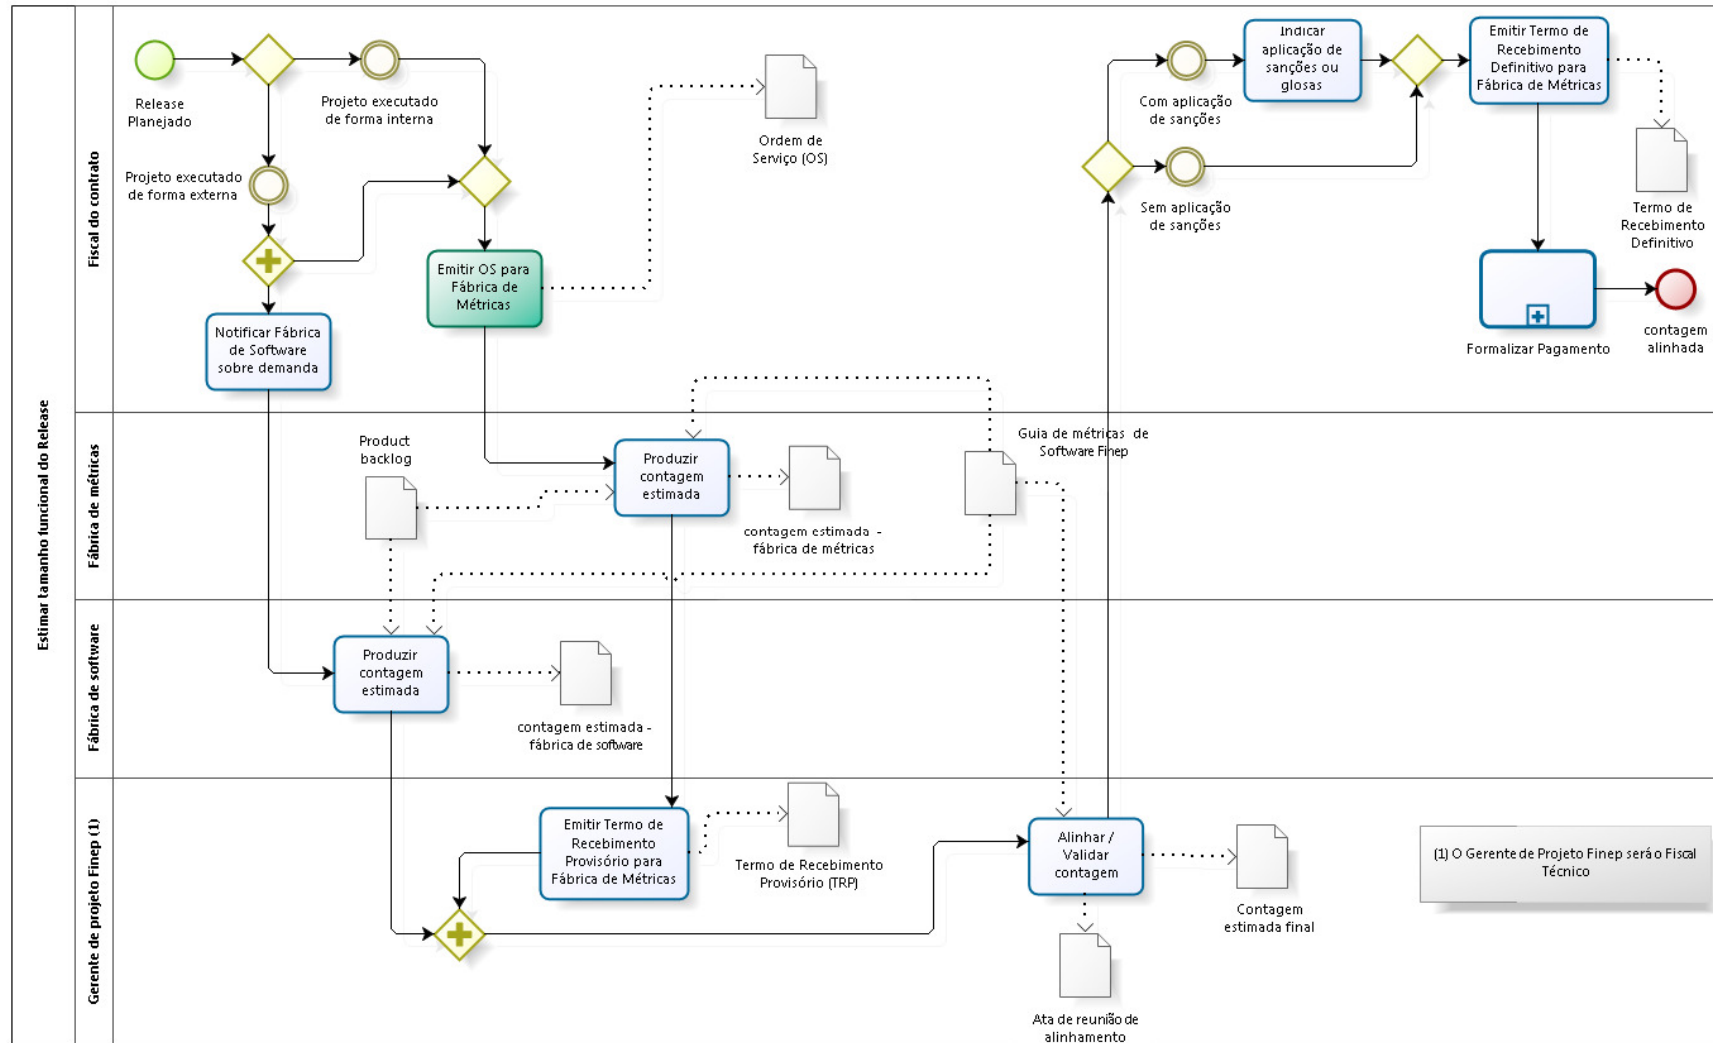 Estimar tamanho funcional do Release
Fiscal do contrato
Release
Planejado
Projeto executado
de forma interna
Projeto executado
de forma externa
Notificar Fábrica
de Software
sobre demanda
Emitir OS para
Fábrica de
Métricas
Ordem de
Serviço (OS)
Com aplicação
de sanções
Sem aplicação
de sanções
Indicar
aplicação de
sanções ou
glosas
Emitir Termo de
Recebimento
Definitivo para
Fábrica de Métricas
Termo de
Recebimento
Definitivo
Formalizar Pagamento
contagem
alinhada
Fábrica de métricas
Product
backlog
Produzir
contagem
estimada
contagem estimada -
fábrica de métricas
Guia de métricas de
Software Finep
Fábrica de software
Produzir
contagem
estimada
contagem estimada -
fábrica de software
Gerente de projeto Finep (1)
Emitir Termo de
Recebimento
Provisório para
Fábrica de Métricas
Termo de Recebimento
Provisório (TRP)
Alinhar /
Validar
contagem
Contagem
estimada final
Ata de reunião de
alinhamento
(1) O Gerente de Projeto Finep será o Fiscal
Técnico